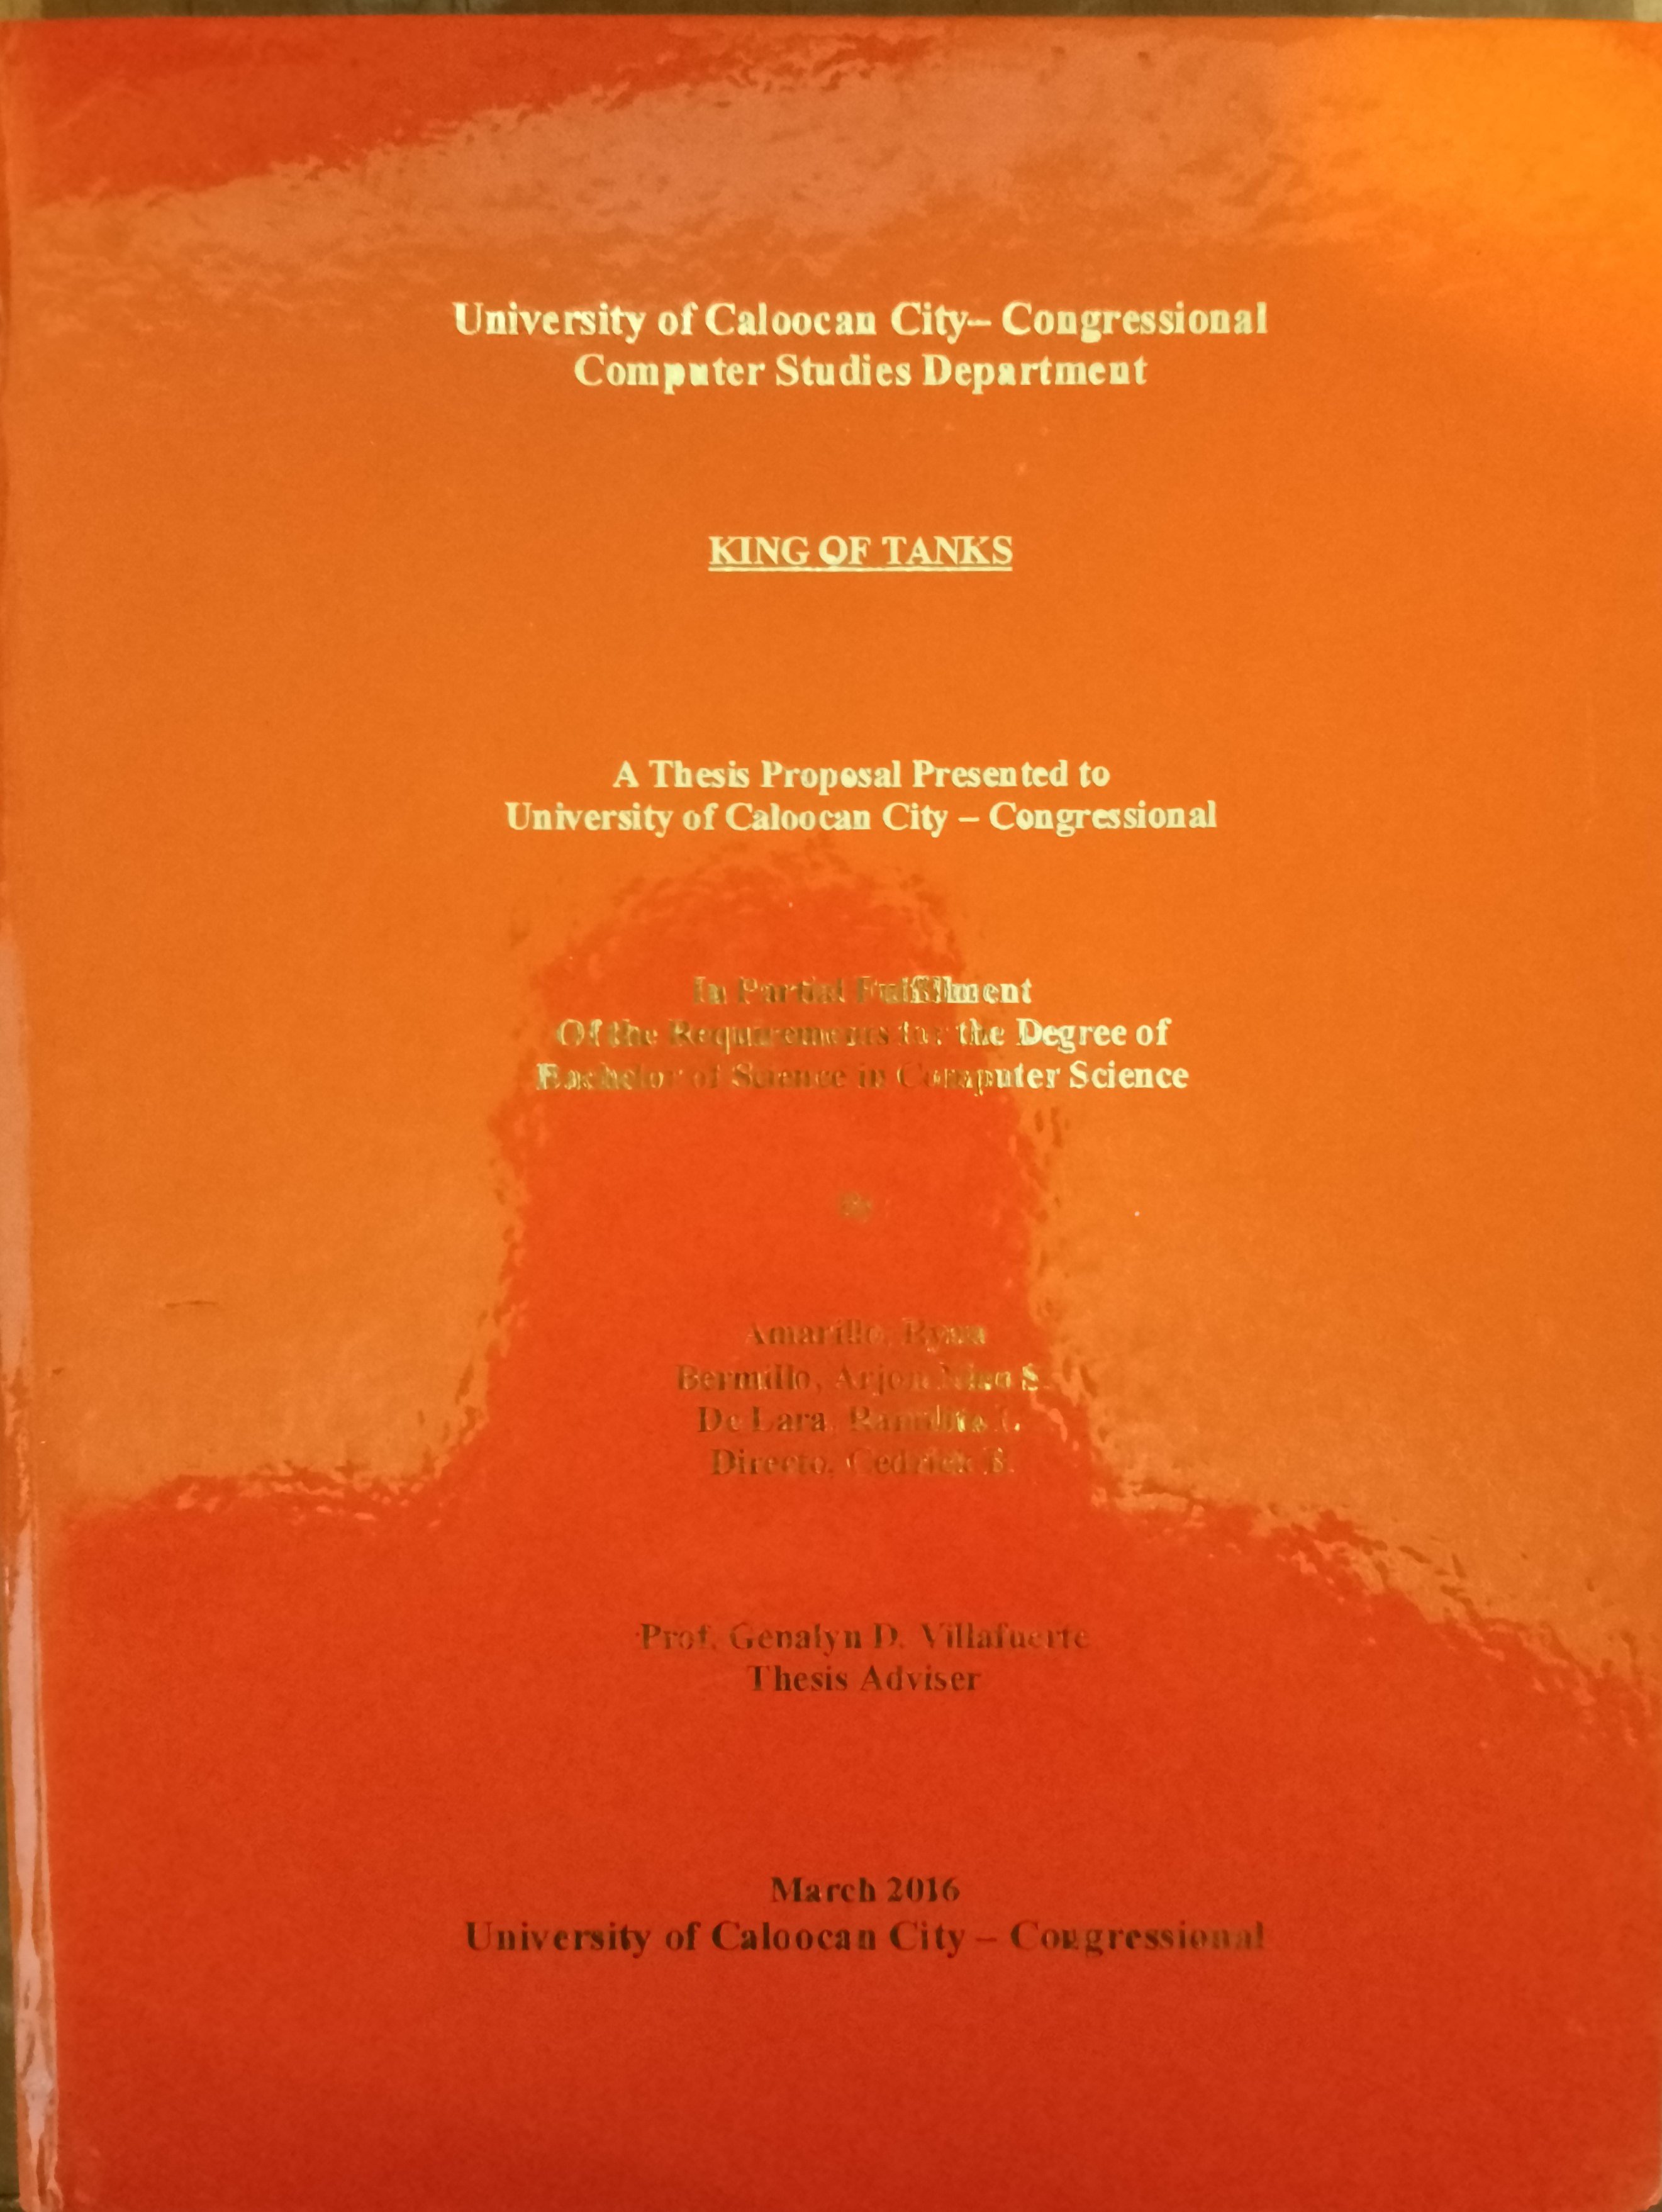 University of Caloocan City– Congressional
Computer Studies Department
KING OF TANKS
A Thesis Proposal Presented to
University of Caloocan City – Congressional
In Partial Fulfillment
Of the Requirements for the Degree of
Bachelor of Science in Computer Science
By
Amarillo, Ryan
Bermillo, Arjon S.
De Lara,
Directo, Cedrick B.
Prof. Genalyn D. Villafuerte
Thesis Adviser
March 2016
University of Caloocan City – Congressional